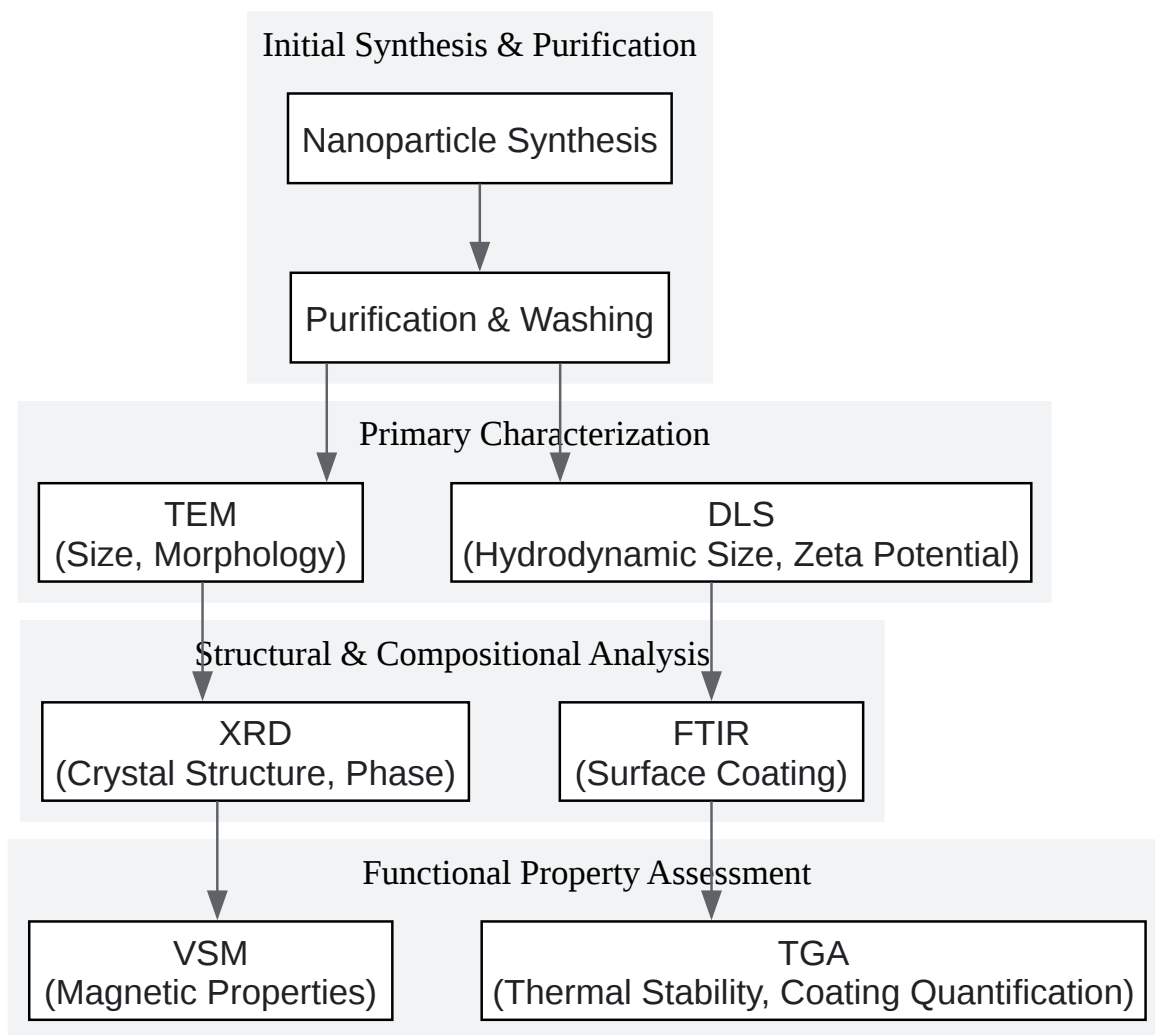 Initial Synthesis & Purification
Nanoparticle Synthesis
Purification & Washing
Primary Characterization
TEM
(Size, Morphology)
DLS
(Hydrodynamic Size, Zeta Potential)
Structural & Compositional Analysis
XRD
(Crystal Structure, Phase)
FTIR
(Surface Coating)
Functional Property Assessment
VSM
(Magnetic Properties)
TGA
(Thermal Stability, Coating Quantification)